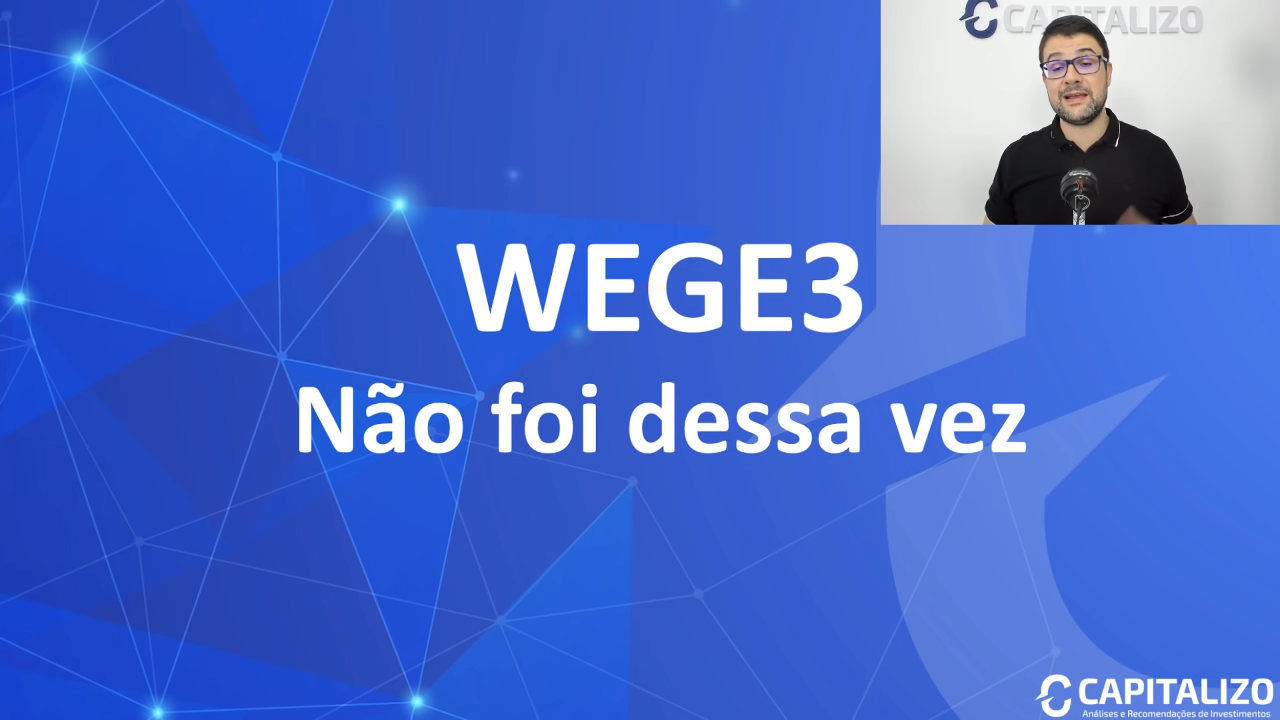 CAPITALIZO
WEGE3
Não foi dessa vez
CAPITALIZO
Análises e Recomendações de Investimentos